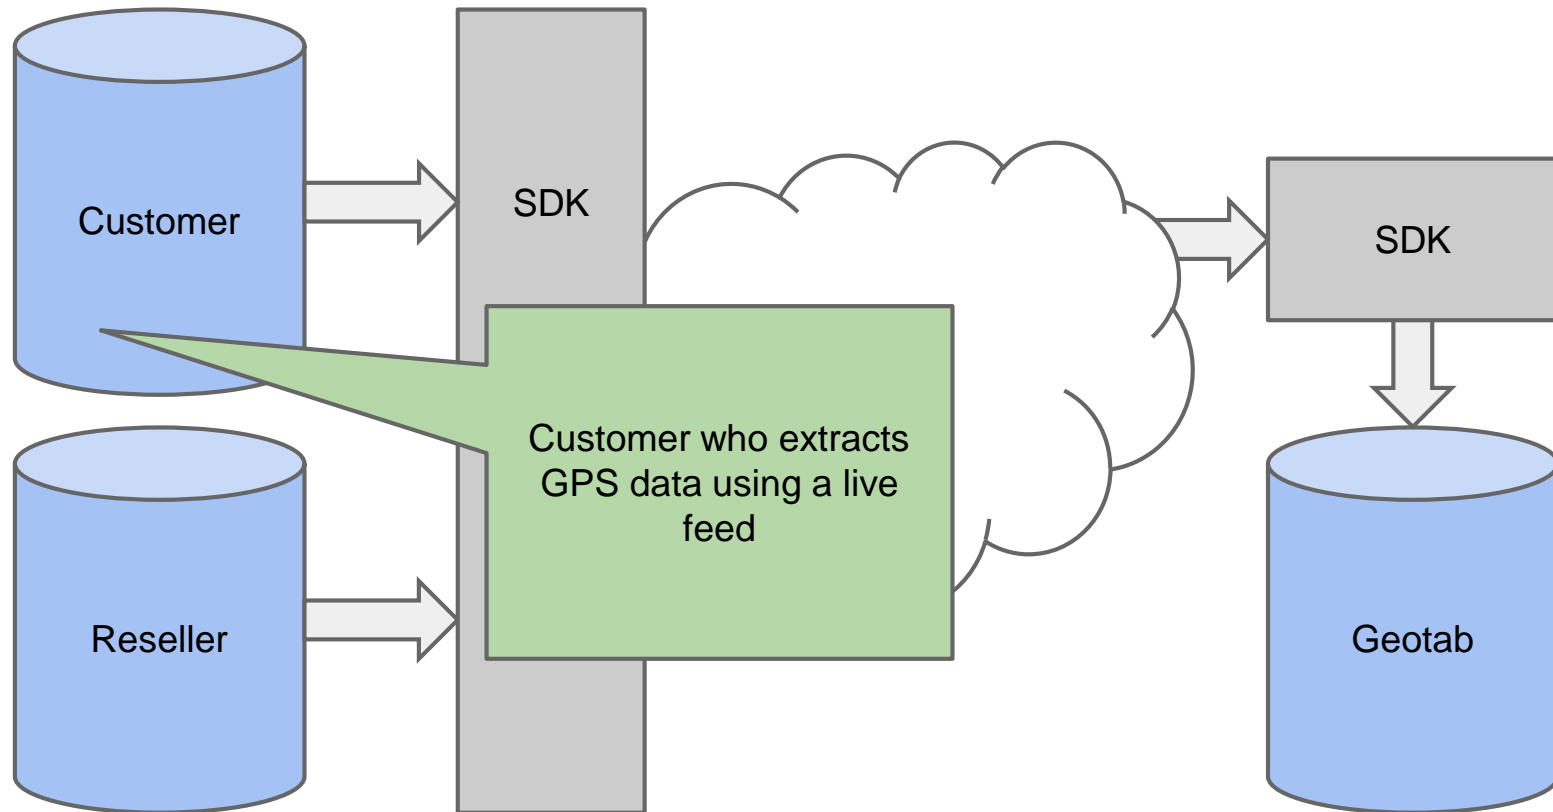 Customer
SDK
SDK
Customer who extracts
GPS data using a live
feed
Reseller
Geotab